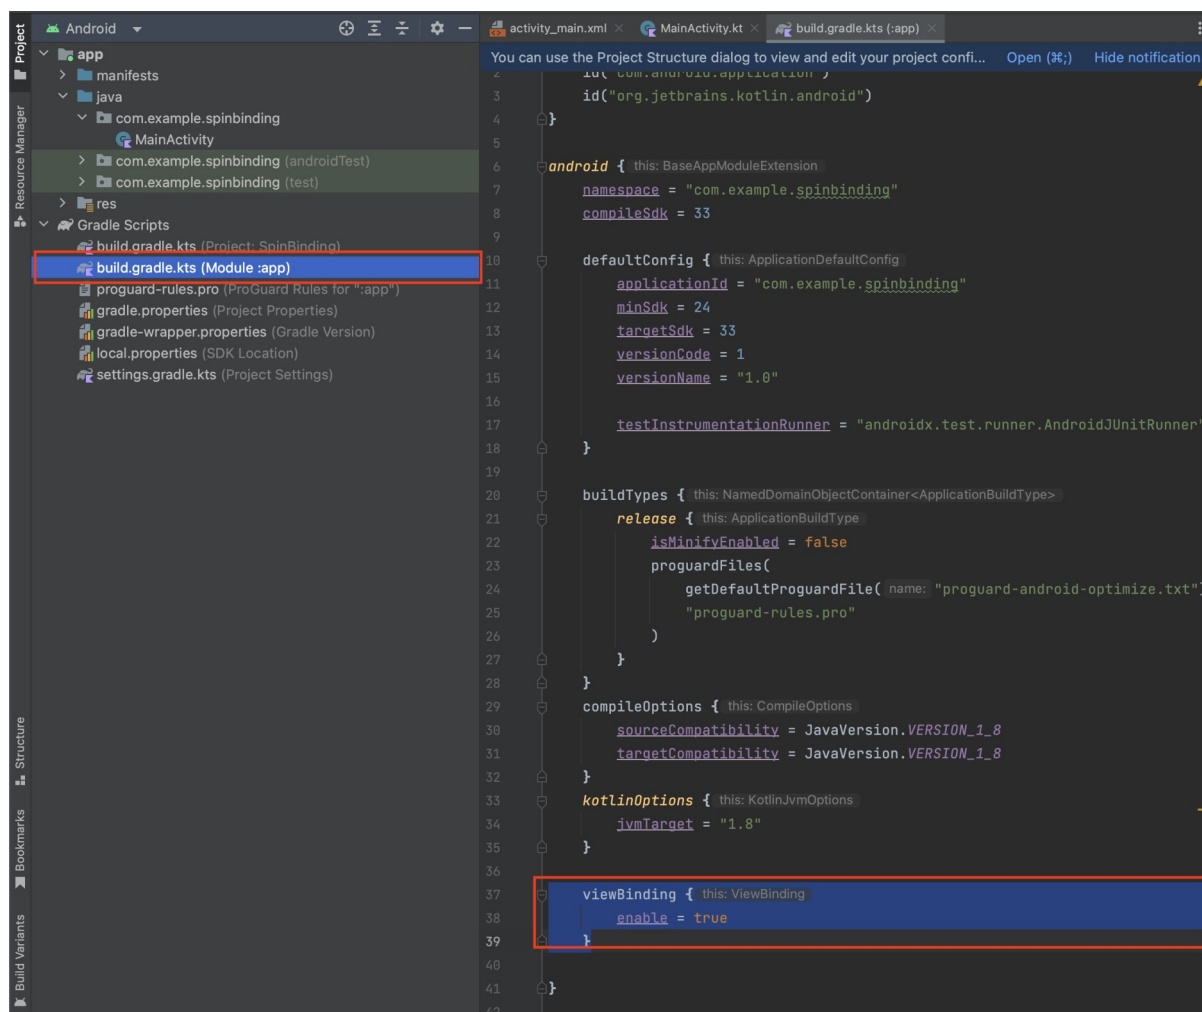 Project
Resource Manager
Structure
Bookmarks
Build Variants
Android
app
manifests
java
com.example.spinbinding
MainActivity
com.example.spinbinding (androidTest)
com.example.spinbinding (test)
res
Gradle Scripts
build.gradle.kts (Project: SpinBinding)
build.gradle.kts (Module :app)
proguard-rules.pro (ProGuard Rules for ":app")
gradle.properties (Project Properties)
gradle-wrapper.properties (Gradle Version)
local.properties (SDK Location)
settings.gradle.kts (Project Settings)
activity_main.xml MainActivity.kt build.gradle.kts (:app)
You can use the Project Structure dialog to view and edit your project confi... Open (⌘;) Hide notification
2 id("com.android.application")
3 id("org.jetbrains.kotlin.android")
4 }
5
6 android { this: BaseAppModuleExtension
7 namespace = "com.example.spinbinding"
8 compileSdk = 33
9
10 defaultConfig { this: ApplicationDefaultConfig
11 applicationId = "com.example.spinbinding"
12 minSdk = 24
13 targetSdk = 33
14 versionCode = 1
15 versionName = "1.0"
16
17 testInstrumentationRunner = "androidx.test.runner.AndroidJUnitRunner"
18 }
19
20 buildTypes { this: NamedDomainObjectContainer<ApplicationBuildType>
21 release { this: ApplicationBuildType
22 isMinifyEnabled = false
23 proguardFiles(
24 getDefaultProguardFile( name: "proguard-android-optimize.txt")
25 "proguard-rules.pro"
26 )
27 }
28 }
29 compileOptions { this: CompileOptions
30 sourceCompatibility = JavaVersion.VERSION_1_8
31 targetCompatibility = JavaVersion.VERSION_1_8
32 }
33 kotlinOptions { this: KotlinJvmOptions
34 jvmTarget = "1.8"
35 }
36
37 viewBinding { this: ViewBinding
38 enable = true
39 }
40
41 }
42